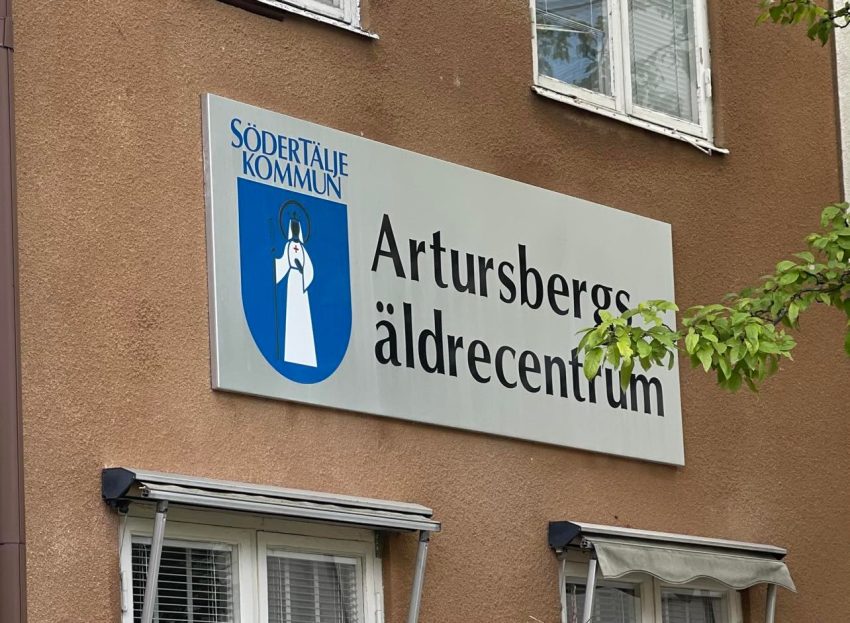 SÖDERTÄLJE
KOMMUN
Artursbergs
äldrecentrum